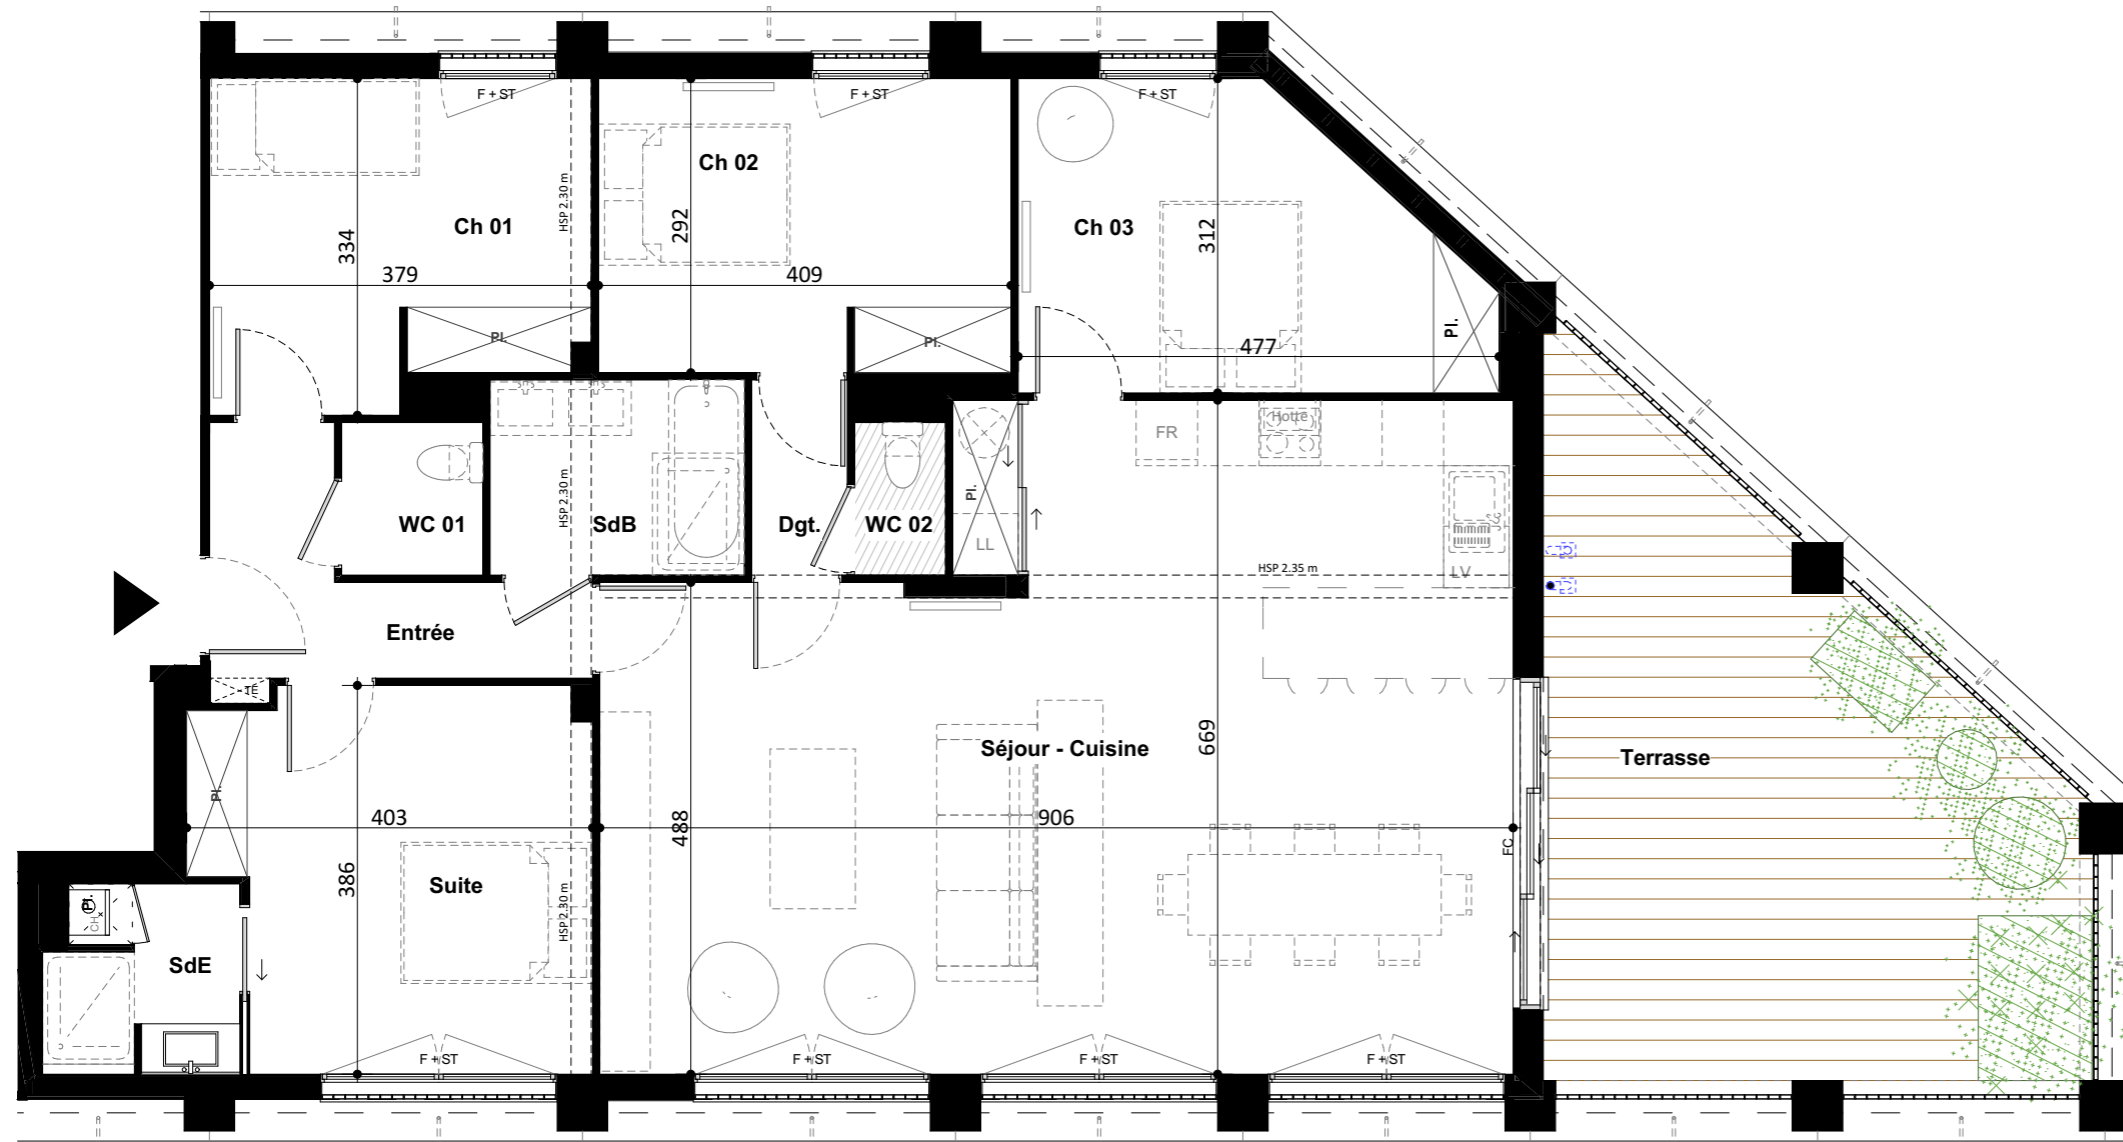 F + ST
F + ST
F + ST
Ch 01
Ch 02
Ch 03
HSP 2.30 m
334
292
312
379
409
477
Pl.
Pl.
Pl.
FR
Hotte
WC 01
SdB
Dgt.
WC 02
Pl.
LL
LV
HSP 2.30 m
HSP 2.35 m
Entrée
TE
Séjour - Cuisine
669
Terrasse
Pl.
403
488
906
FC
386
Suite
HSP 2.30 m
Pl.
CH
SdE
F + ST
F + ST
F + ST
F + ST